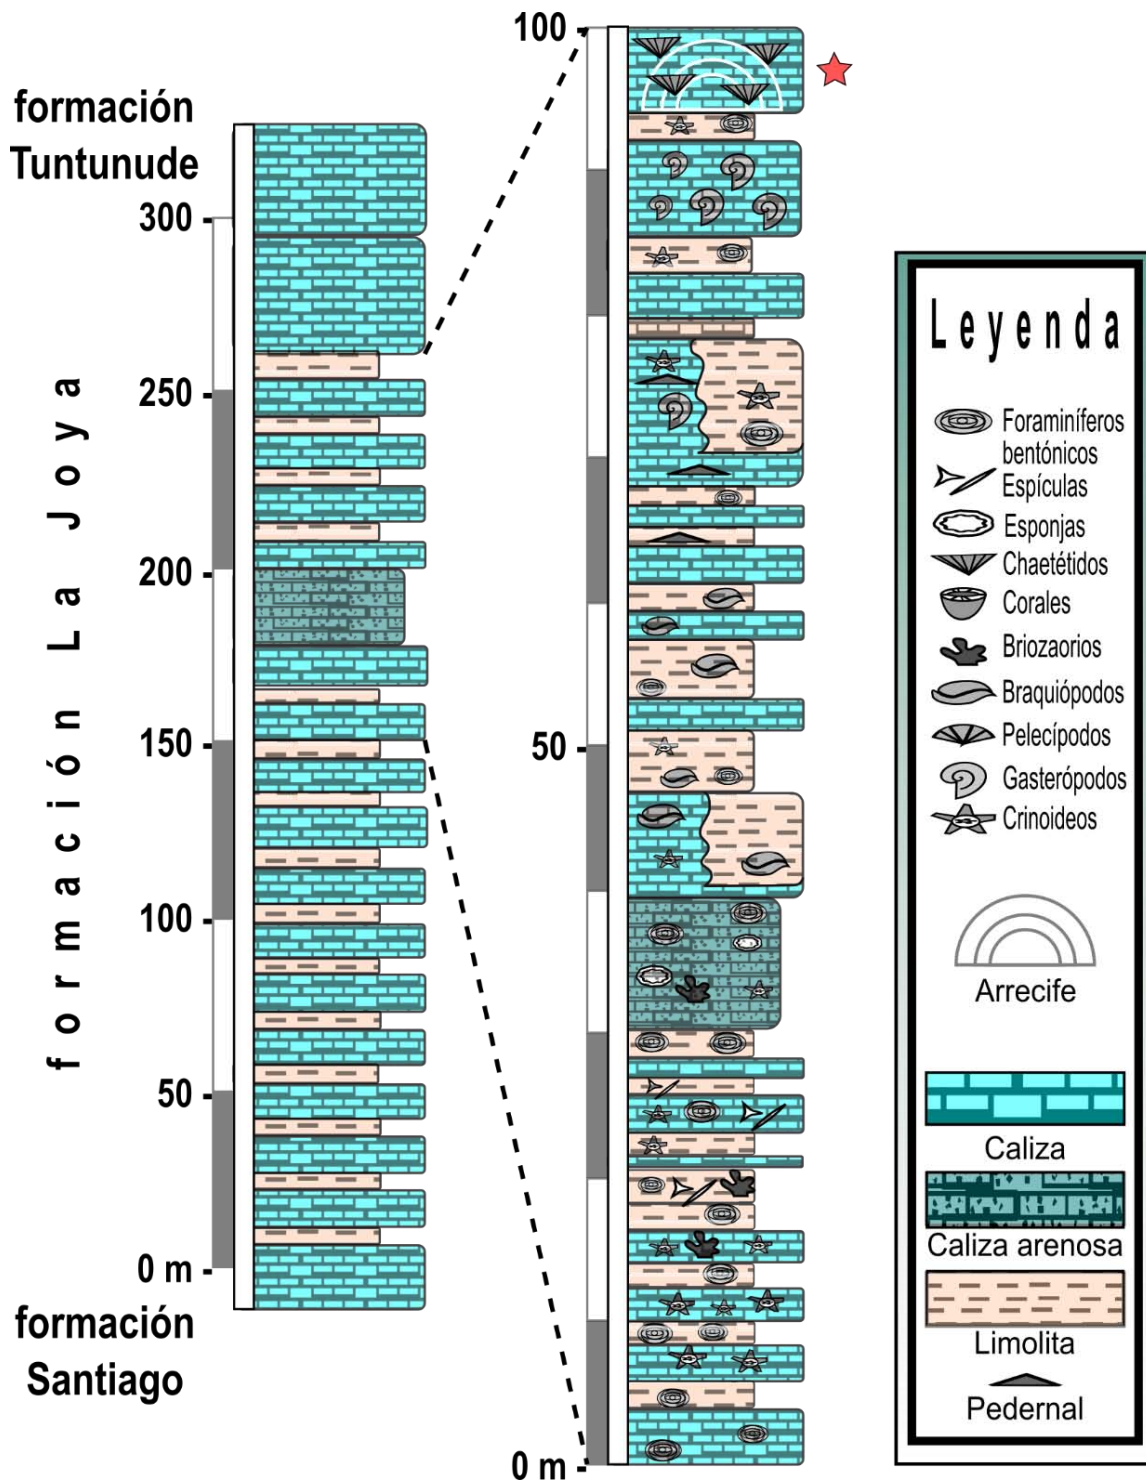 formación
Tuntunude
300
250
200
150
100
50
0 m
formación La Joya
formación
Santiago
100
50
0 m
Leyenda
Foraminíferos
bentónicos
Espículas
Esponjas
Chaetétidos
Corales
Briozaorios
Braquiópodos
Pelecípodos
Gasterópodos
Crinoideos
Arrecife
Caliza
Caliza arenosa
Limolita
Pedernal